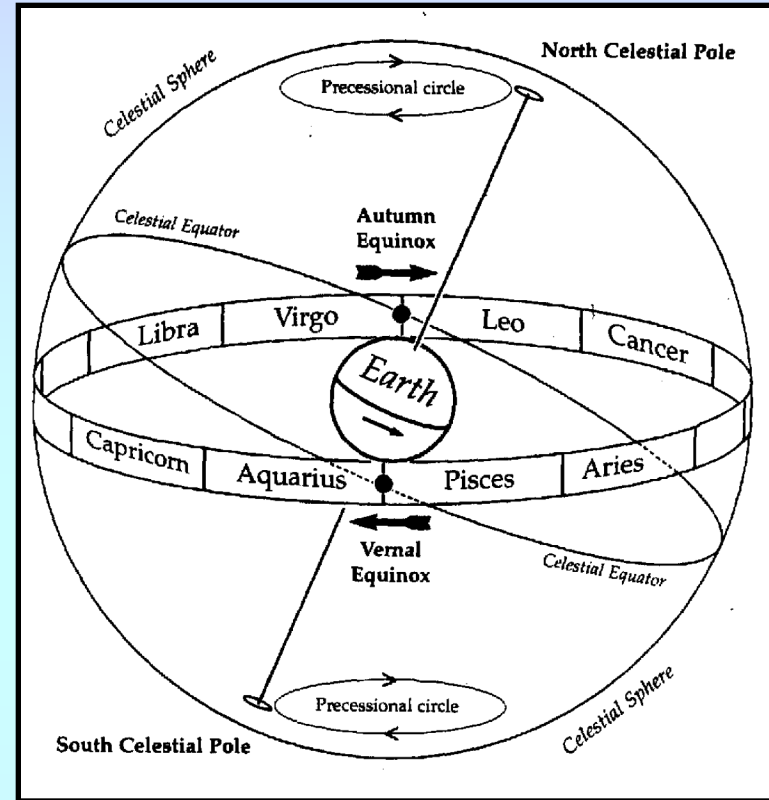 North Celestial Pole
Celestial Sphere
Precessional circle
Celestial Equator
Autumn
Equinox
Libra
Virgo
Leo
Cancer
Earth
Capricorn
Aquarius
Pisces
Aries
Vernal
Equinox
Celestial Equator
Precessional circle
Celestial Sphere
South Celestial Pole